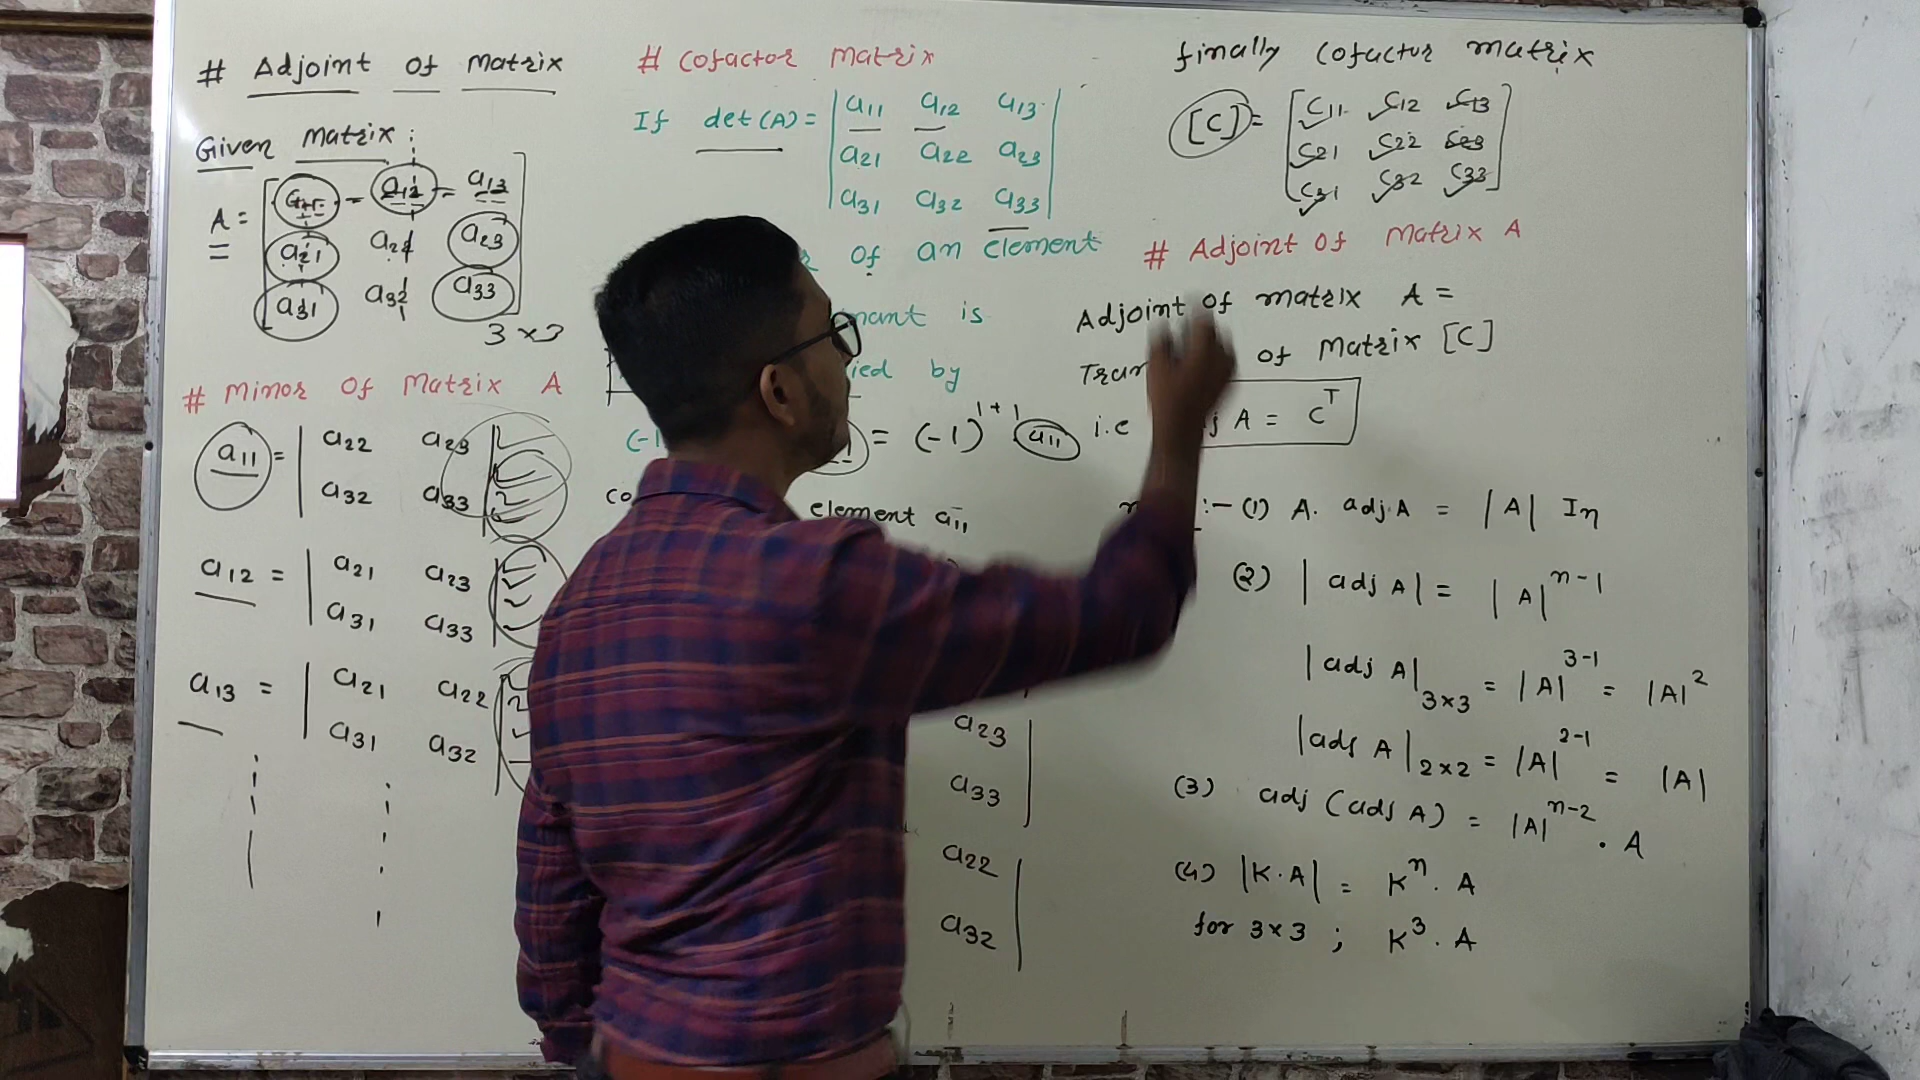 # Adjoint of Matrix
Given Matrix :
A = [ a11 a12 a13
a21 a22 a23
a31 a32 a33 ]
3×3
# Minor of Matrix A
a11 = | a22 a23
a32 a33 |
a12 = | a21 a23
a31 a33 |
a13 = | a21 a22
a31 a32 |
# Cofactor Matrix
If det(A) = | a11 a12 a13
a21 a22 a23
a31 a32 a33 |
of an element
is
by
(-1
= (-1)^1+1 a11
element a11
a23
a33 |
a22
a32 |
finally Cofactor matrix
[C] = [ C11 C12 C13
C21 C22 C23
C31 C32 C33 ]
# Adjoint of Matrix A
Adjoint of matrix A =
of Matrix [C]
i.e j A = C^T
:- (1) A. adj.A = |A| In
(2) | adj A | = |A|^n-1
| adj A |3×3 = |A|^3-1 = |A|^2
| adj A |2×2 = |A|^2-1 = |A|
(3) adj (adj A) = |A|^n-2 . A
(4) |K.A| = K^n . A
for 3×3 ; K^3 . A